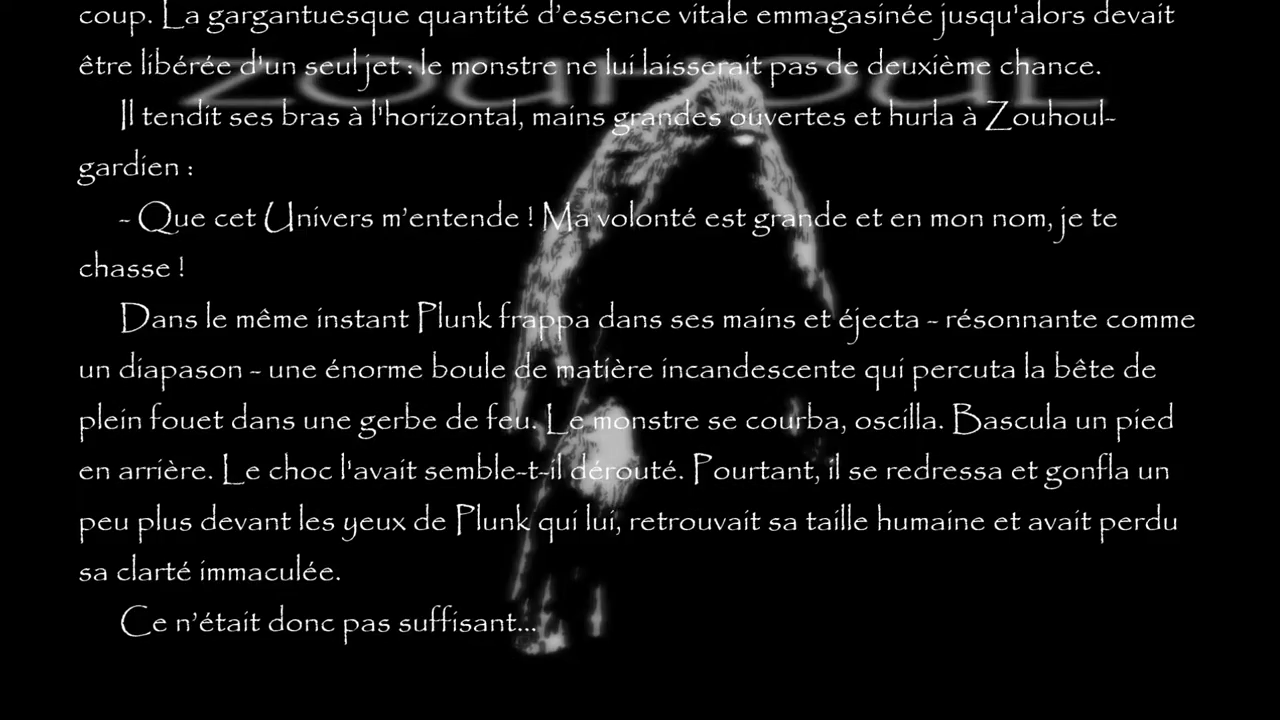 coup. La gargantuesque quantité d’essence vitale emmagasinée jusqu'alors devait
être libérée d'un seul jet : le monstre ne lui laisserait pas de deuxième chance.
Il tendit ses bras à l'horizontal, mains grandes ouvertes et hurla à Zouhoul-
gardien :
- Que cet Univers m’entende ! Ma volonté est grande et en mon nom, je te
chasse !
Dans le même instant Plunk frappa dans ses mains et éjecta - résonnante comme
un diapason - une énorme boule de matière incandescente qui percuta la bête de
plein fouet dans une gerbe de feu. Le monstre se courba, oscilla. Bascula un pied
en arrière. Le choc l'avait semble-t-il dérouté. Pourtant, il se redressa et gonfla un
peu plus devant les yeux de Plunk qui lui, retrouvait sa taille humaine et avait perdu
sa clarté immaculée.
Ce n’était donc pas suffisant...